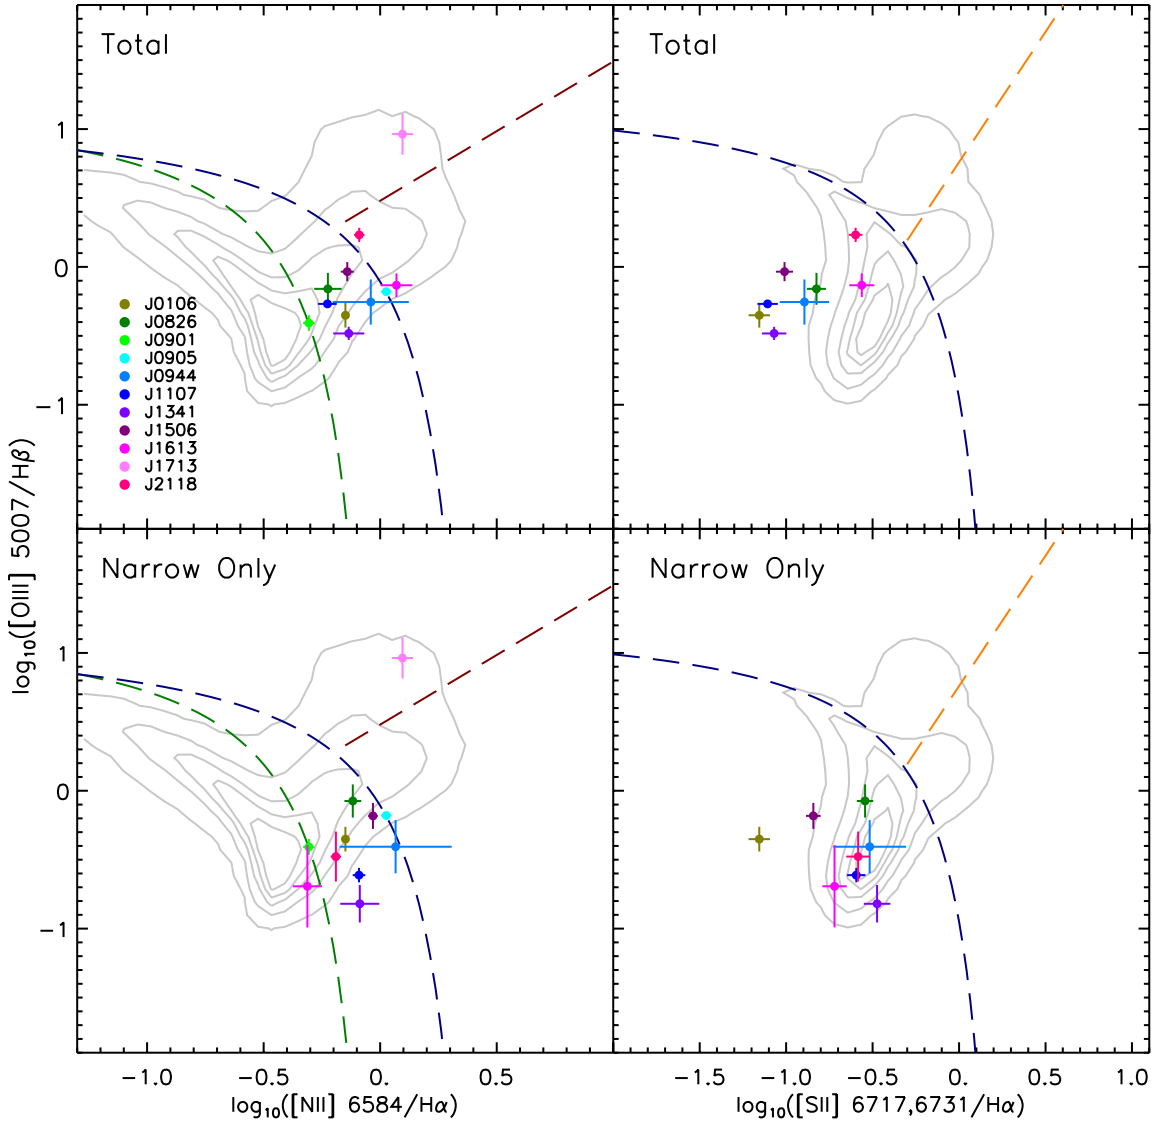 Total
Total
1
0
−1
J0106
J0826
J0901
J0905
J0944
J1107
J1341
J1506
J1613
J1713
J2118
log₁₀([OIII] 5007/Hβ)
Narrow Only
Narrow Only
1
0
−1
−1.0 −0.5 0. 0.5
−1.5 −1.0 −0.5 0. 0.5 1.0
log₁₀([NII] 6584/Hα)
log₁₀([SII] 6717,6731/Hα)